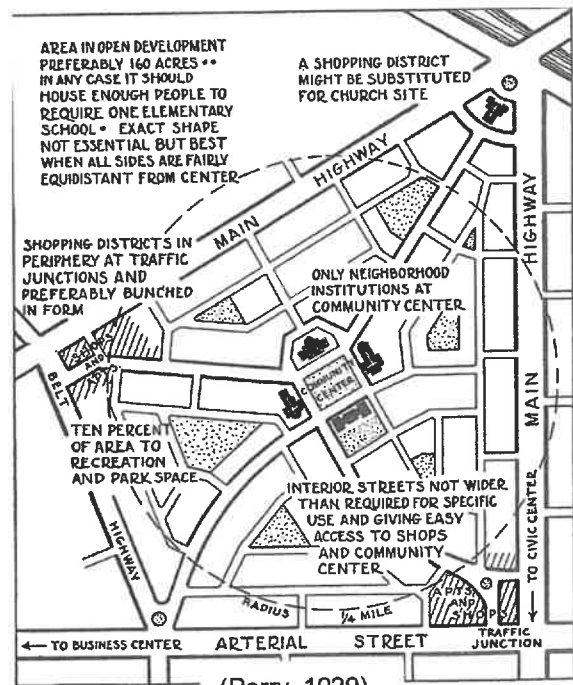 AREA IN OPEN DEVELOPMENT
PREFERABLY 160 ACRES ••
IN ANY CASE IT SHOULD
HOUSE ENOUGH PEOPLE TO
REQUIRE ONE ELEMENTARY
SCHOOL • EXACT SHAPE
NOT ESSENTIAL BUT BEST
WHEN ALL SIDES ARE FAIRLY
EQUIDISTANT FROM CENTER
A SHOPPING DISTRICT
MIGHT BE SUBSTITUTED
FOR CHURCH SITE
MAIN HIGHWAY
HIGHWAY
MAIN
SHOPPING DISTRICTS IN
PERIPHERY AT TRAFFIC
JUNCTIONS AND
PREFERABLY BUNCHED
IN FORM
ONLY NEIGHBORHOOD
INSTITUTIONS AT
COMMUNITY CENTER
SHOPS
AND
APTS
BELT
HIGHWAY
COMMUNITY
CENTER
TEN PERCENT
OF AREA TO
RECREATION
AND PARK SPACE
INTERIOR STREETS NOT WIDER
THAN REQUIRED FOR SPECIFIC
USE AND GIVING EASY
ACCESS TO SHOPS
AND COMMUNITY
CENTER
TO CIVIC CENTER
APTS
AND
SHOPS
RADIUS 1/4 MILE
TRAFFIC
JUNCTION
← TO BUSINESS CENTER ARTERIAL STREET
(Perry, 1929)